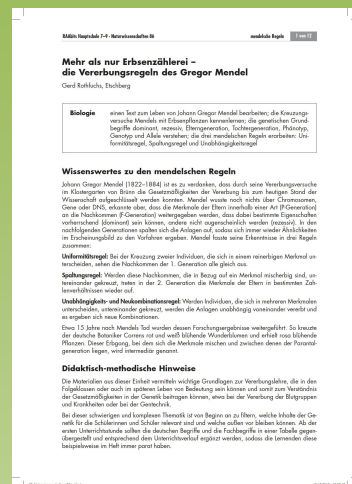 RAAbits Hauptschule 7–9 · Naturwissenschaften 86
mendelsche Regeln
1 von 12
Mehr als nur Erbsenzählerei –
die Vererbungsregeln des Gregor Mendel
Gerd Rothfuchs, Etschberg
Biologie
einen Text zum Leben von Johann Gregor Mendel bearbeiten; die Kreuzungs-
versuche Mendels mit Erbsenpflanzen kennenlernen; die genetischen Grund-
begriffe dominant, rezessiv, Elterngeneration, Tochtergeneration, Phänotyp,
Genotyp und Allele verstehen; die drei mendelschen Regeln erarbeiten: Uni-
formitätsregel, Spaltungsregel und Unabhängigkeitsregel
Wissenswertes zu den mendelschen Regeln
Johann Gregor Mendel (1822–1884) ist es zu verdanken, dass durch seine Vererbungsversuche
im Klostergarten von Brünn die Gesetzmäßigkeiten der Vererbung bis zum heutigen Stand der
Wissenschaft aufgeschlüsselt werden konnten. Mendel wusste noch nichts über Chromosomen,
Gene oder DNS, erkannte aber, dass die Merkmale der Eltern innerhalb einer Art (P-Generation)
an die Nachkommen (F-Generation) weitergegeben werden, dass dabei bestimmte Eigenschaften
vorherrschend (dominant) sein können, andere nicht augenscheinlich werden (rezessiv). In den
nachfolgenden Generationen spalten sich die Anlagen auf, sodass sich immer wieder Ähnlichkeiten
im Erscheinungsbild zu den Vorfahren ergeben. Mendel fasste seine Erkenntnisse in drei Regeln
zusammen:
Uniformitätsregel: Bei der Kreuzung zweier Individuen, die sich in einem reinerbigen Merkmal un-
terscheiden, sehen die Nachkommen der 1. Generation alle gleich aus.
Spaltungsregel: Werden diese Nachkommen, die in Bezug auf ein Merkmal mischerbig sind, un-
tereinander gekreuzt, treten in der 2. Generation die Merkmale der Eltern in bestimmten Zah-
lenverhältnissen wieder auf.
Unabhängigkeits- und Neukombinationsregel: Werden Individuen, die sich in mehreren Merkmalen
unterscheiden, untereinander gekreuzt, werden die Anlagen unabhängig voneinander vererbt und
es ergeben sich neue Kombinationen.
Etwa 15 Jahre nach Mendels Tod wurden dessen Forschungsergebnisse weitergeführt. So kreuzte
der deutsche Botaniker Correns rot und weiß blühende Wunderblumen und erhielt rosa blühende
Pflanzen. Dieser Erbgang, bei dem sich die Merkmale mischen und zwischen denen der Parental-
generation liegen, wird intermediär genannt.
Didaktisch-methodische Hinweise
Die Materialien aus dieser Einheit vermitteln wichtige Grundlagen zur Vererbungslehre, die in den
Folgeklassen oder auch im späteren Leben von Bedeutung sein können und somit zum Verständnis
der Gesetzmäßigkeiten in der Genetik beitragen können, etwa bei der Vererbung der Blutgruppen
und Krankheiten oder bei der Gentechnik.
Bei dieser schwierigen und komplexen Thematik ist von Beginn an zu filtern, welche Inhalte der Ge-
netik für die Schülerinnen und Schüler relevant sind und welche außen vor bleiben können. Ab der
ersten Unterrichtsstunde sollten die deutschen Begriffe und die Fachbegriffe in einer Tabelle gegen-
übergestellt und entsprechend dem Unterrichtsverlauf ergänzt werden, sodass die Lernenden diese
beispielsweise im Heft immer parat haben.